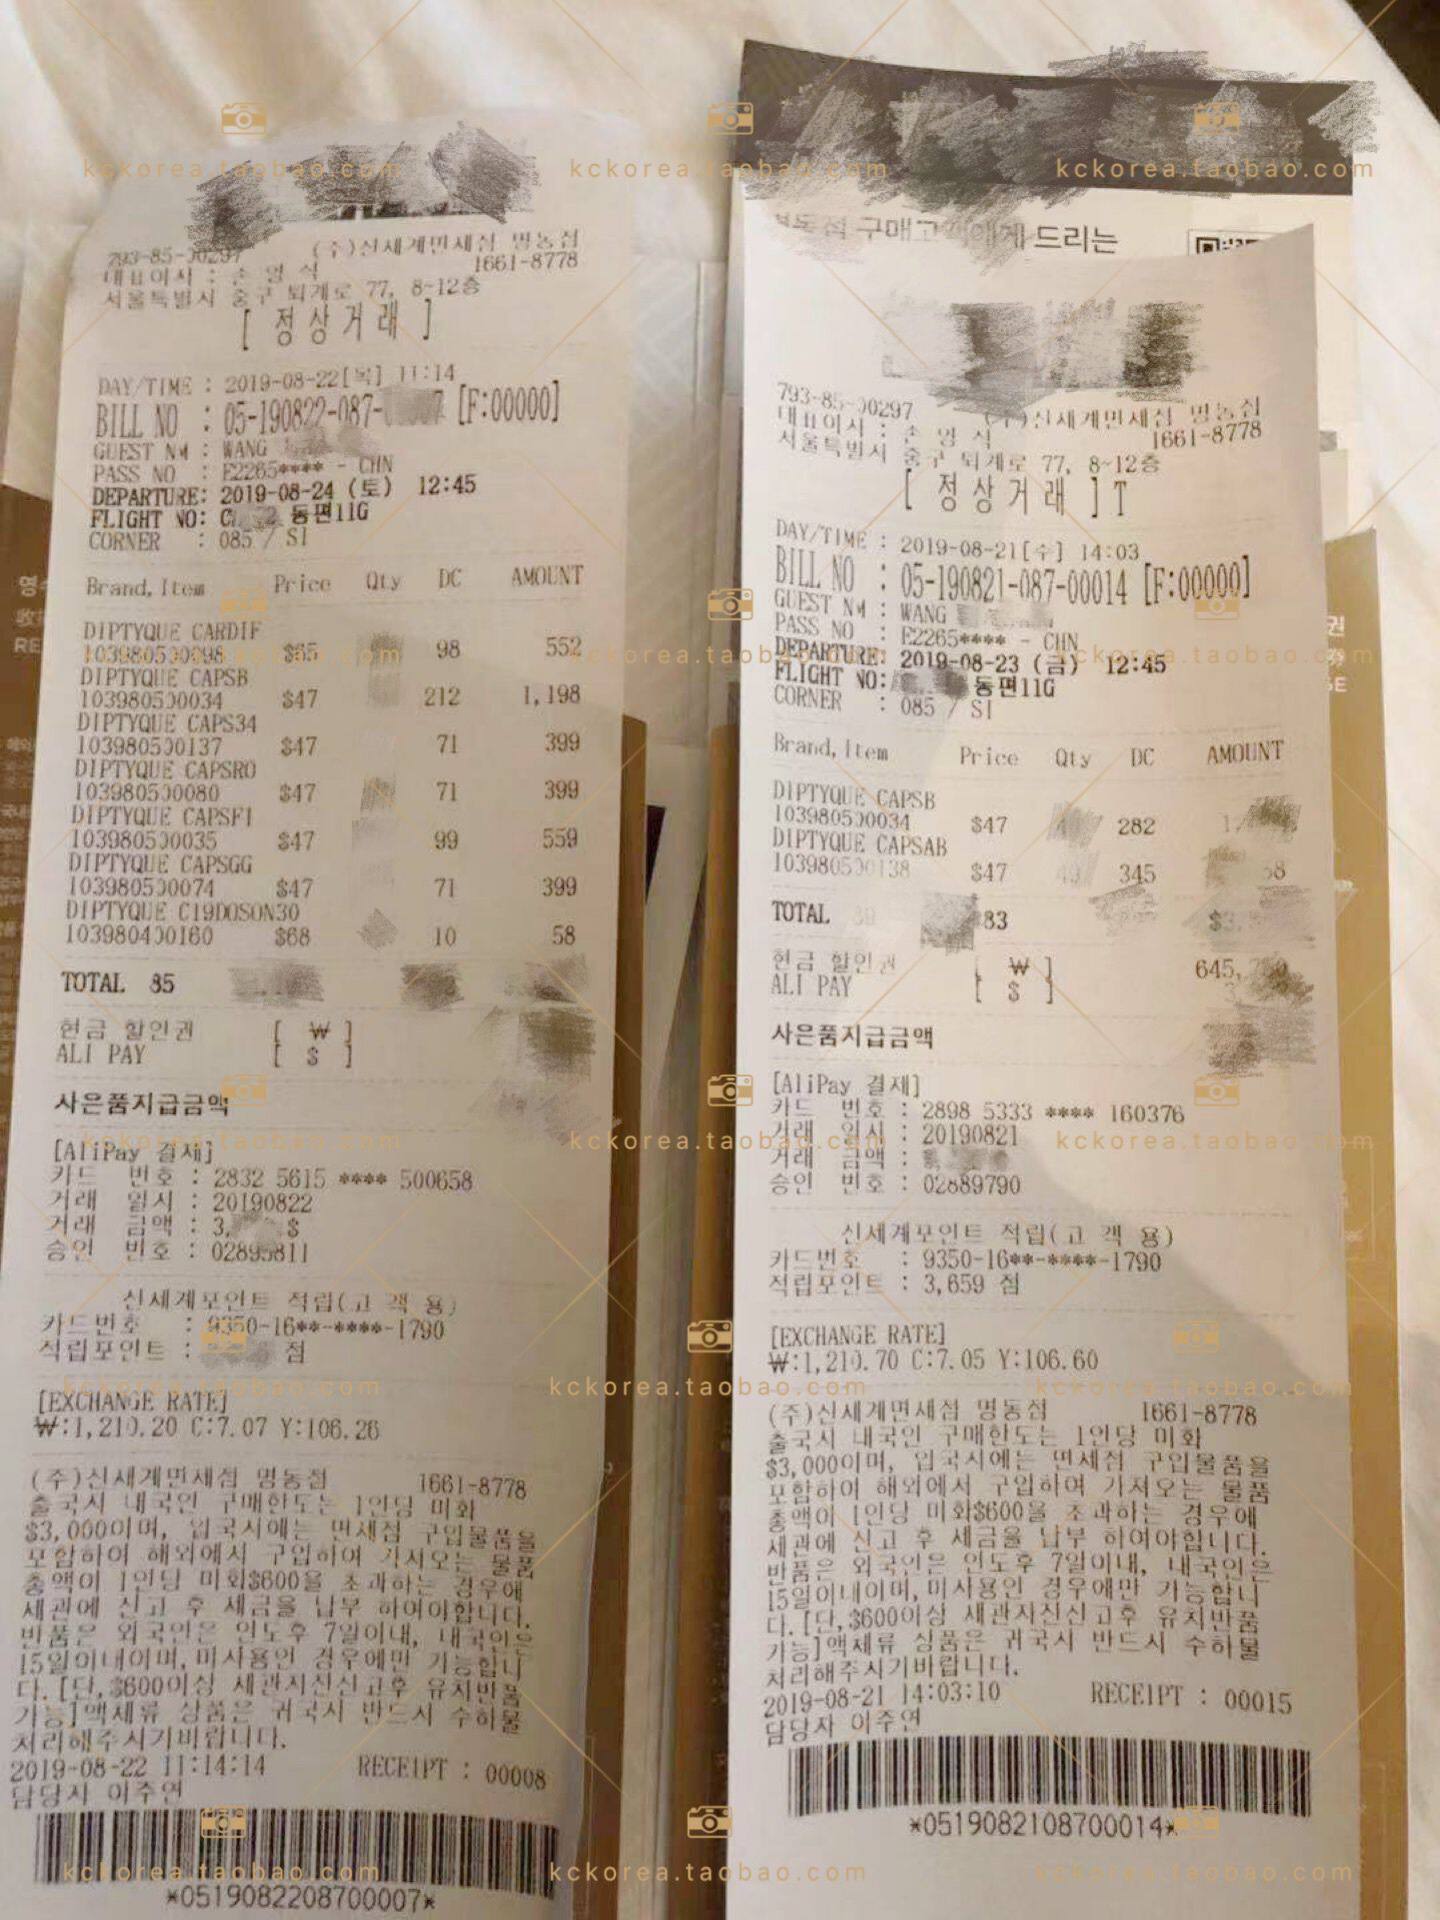 793-85-00297 (주)신세계면세점 명동점
대표이사 : 손 영 식 1661-8778
서울특별시 중구 퇴계로 77, 8~12층
[ 정상거래 ]
DAY/TIME : 2019-08-22[목] 11:14
BILL NO : 05-190822-087- [F:00000]
GUEST NM : WANG
PASS NO : E2265**** - CHN
DEPARTURE: 2019-08-24 (토) 12:45
FLIGHT NO: 동편11G
CORNER : 085 / SI
Brand,Item Price Qty DC AMOUNT
DIPTYQUE CARDIF
103980500698 $65 98 552
DIPTYQUE CAPSB
103980500034 $47 212 1,198
DIPTYQUE CAPS34
103980500137 $47 71 399
DIPTYQUE CAPSRO
103980500080 $47 71 399
DIPTYQUE CAPSFI
103980500035 $47 99 559
DIPTYQUE CAPSGG
103980500074 $47 71 399
DIPTYQUE C19DOSON30
103980400160 $68 10 58
TOTAL 85
현금 할인권 [ ₩ ]
ALI PAY [ $ ]
사은품지급금액
[AliPay 결제]
카드 번호 : 2832 5615 **** 500658
거래 일시 : 20190822
거래 금액 : 3, $
승인 번호 : 02895811
신세계포인트 적립(고 객 용)
카드번호 : 9350-16**-****-1790
적립포인트 : 점
[EXCHANGE RATE]
₩:1,210.20 C:7.07 Y:106.26
(주)신세계면세점 명동점 1661-8778
출국시 내국인 구매한도는 1인당 미화
$3,000이며, 입국시에는 면세점 구입물품을
포함하여 해외에서 구입하여 가져오는 물품
총액이 1인당 미화$600을 초과하는 경우에
세관에 신고 후 세금을 납부 하여야합니다.
반품은 외국인은 인도후 7일이내, 내국인은
15일이내이며,미사용인 경우에만 가능합니
다.[단,$600이상 세관자진신고후 유치반품
가능]액체류 상품은 귀국시 반드시 수하물
처리해주시기바랍니다.
2019-08-22 11:14:14 RECEIPT : 00008
담당자 이주연
*0519082208700007*
구매고객에게 드리는
793-85-00297 (주)신세계면세점 명동점
대표이사 : 손 영 식 1661-8778
서울특별시 중구 퇴계로 77, 8~12층
[ 정상거래 ] T
DAY/TIME : 2019-08-21[수] 14:03
BILL NO : 05-190821-087-00014 [F:00000]
GUEST NM : WANG
PASS NO : E2265**** - CHN
DEPARTURE: 2019-08-23 (금) 12:45
FLIGHT NO: 동편11G
CORNER : 085 / SI
Brand,Item Price Qty DC AMOUNT
DIPTYQUE CAPSB
103980500034 $47 282
DIPTYQUE CAPSAB
103980500138 $47 345
TOTAL 83
현금 할인권 [ ₩ ] 645,
ALI PAY [ $ ]
사은품지급금액
[AliPay 결제]
카드 번호 : 2898 5333 **** 160376
거래 일시 : 20190821
거래 금액 :
승인 번호 : 02889790
신세계포인트 적립(고 객 용)
카드번호 : 9350-16**-****-1790
적립포인트 : 3,659 점
[EXCHANGE RATE]
₩:1,210.70 C:7.05 Y:106.60
(주)신세계면세점 명동점 1661-8778
출국시 내국인 구매한도는 1인당 미화
$3,000이며, 입국시에는 면세점 구입물품을
포함하여 해외에서 구입하여 가져오는 물품
총액이 1인당 미화$600을 초과하는 경우에
세관에 신고 후 세금을 납부 하여야합니다.
반품은 외국인은 인도후 7일이내, 내국인은
15일이내이며,미사용인 경우에만 가능합니
다.[단,$600이상 세관자진신고후 유치반품
가능]액체류 상품은 귀국시 반드시 수하물
처리해주시기바랍니다.
2019-08-21 14:03:10 RECEIPT : 00015
담당자 이주연
*0519082108700014*
kckorea.taobao.com